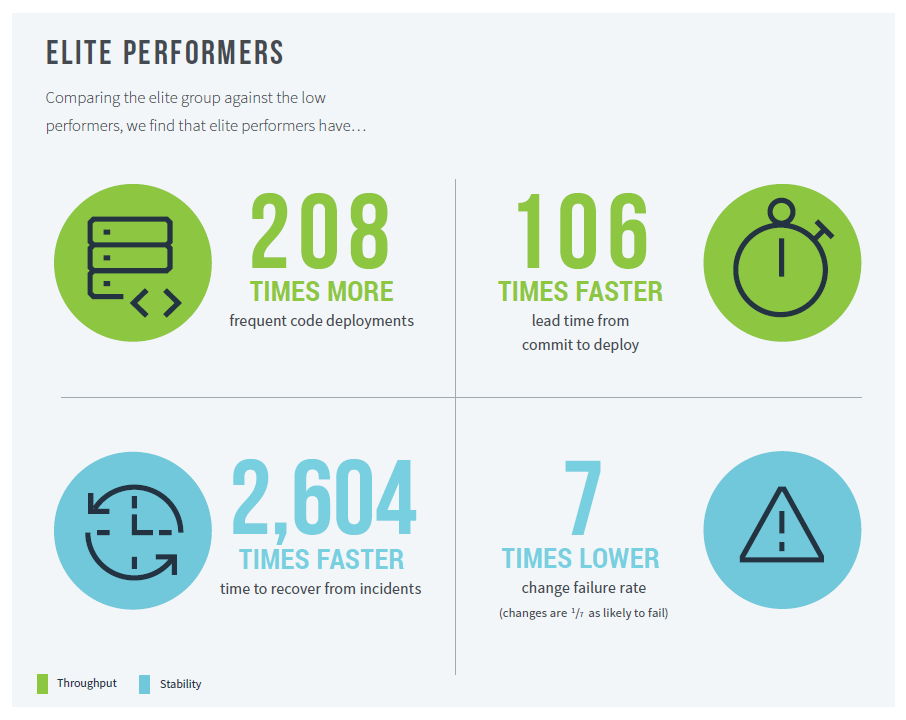 ELITE PERFORMERS
Comparing the elite group against the low
performers, we find that elite performers have…
208
TIMES MORE
frequent code deployments
106
TIMES FASTER
lead time from
commit to deploy
2,604
TIMES FASTER
time to recover from incidents
7
TIMES LOWER
change failure rate
(changes are 1/7 as likely to fail)
Throughput
Stability